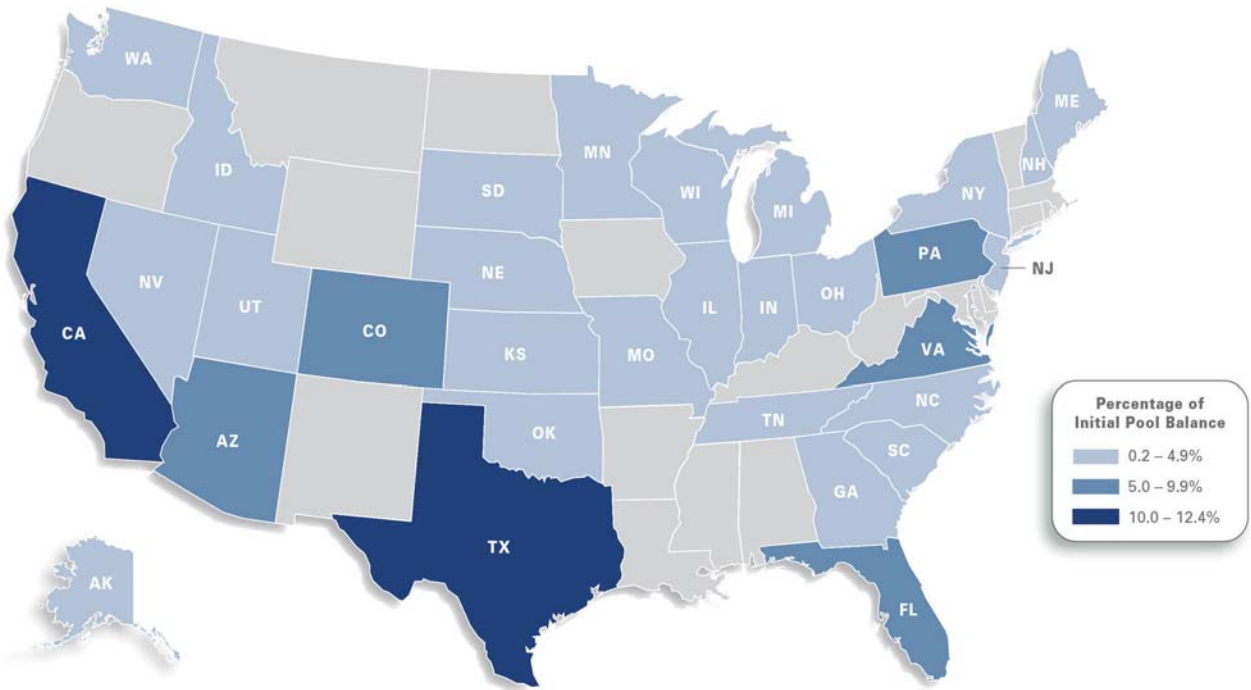 WA
ME
MN
NH
ID
WI
NY
SD
MI
PA
NJ
NE
NV
OH
UT
IL
IN
CO
CA
VA
KS
MO
NC
TN
AZ
OK
SC
GA
TX
AK
FL
Percentage of
Initial Pool Balance
0.2 – 4.9%
5.0 – 9.9%
10.0 – 12.4%